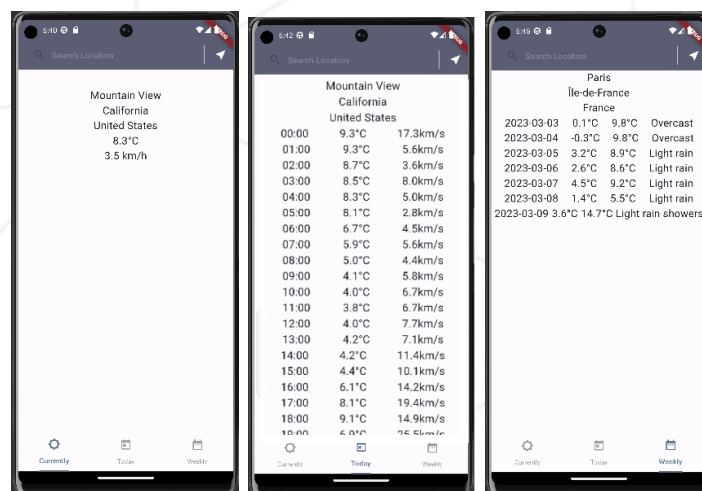 5:40
Search Location
Mountain View
California
United States
8.3°C
3.5 km/h
Currently
Today
Weekly
5:42
Search Location
Mountain View
California
United States
00:00 9.3°C 17.3km/s
01:00 9.3°C 5.6km/s
02:00 8.7°C 3.6km/s
03:00 8.5°C 8.0km/s
04:00 8.3°C 5.0km/s
05:00 8.1°C 2.8km/s
06:00 6.7°C 4.5km/s
07:00 5.9°C 5.6km/s
08:00 5.0°C 4.4km/s
09:00 4.1°C 5.8km/s
10:00 4.0°C 6.7km/s
11:00 3.8°C 6.7km/s
12:00 4.0°C 7.7km/s
13:00 4.2°C 7.1km/s
14:00 4.2°C 11.4km/s
15:00 4.4°C 10.1km/s
16:00 6.1°C 14.2km/s
17:00 8.1°C 19.4km/s
18:00 9.1°C 14.9km/s
19:00 6.9°C 25.5km/s
Currently
Today
Weekly
Search Location
Paris
Île-de-France
France
2023-03-03 0.1°C 9.8°C Overcast
2023-03-04 -0.3°C 9.8°C Overcast
2023-03-05 3.2°C 8.9°C Light rain
2023-03-06 2.6°C 8.6°C Light rain
2023-03-07 4.5°C 9.2°C Light rain
2023-03-08 1.4°C 5.5°C Light rain
2023-03-09 3.6°C 14.7°C Light rain showers
Currently
Today
Weekly